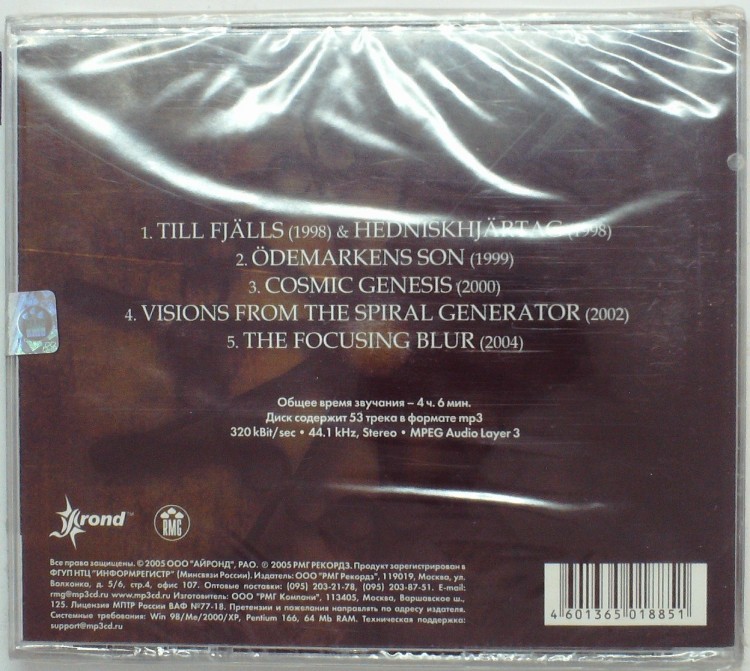 1. TILL FJÄLLS (1998) & HEDNISKHJÄRTAG (1998)
2. ÖDEMARKENS SON (1999)
3. COSMIC GENESIS (2000)
4. VISIONS FROM THE SPIRAL GENERATOR (2002)
5. THE FOCUSING BLUR (2004)
Общее время звучания – 4 ч. 6 мин.
Диск содержит 53 трека в формате mp3
320 kBit/sec • 44.1 kHz, Stereo • MPEG Audio Layer 3
Irond™
RMG
Все права защищены. © 2005 ООО "АЙРОНД", РАО. ℗ 2005 РМГ РЕКОРДЗ. Продукт зарегистрирован в
ФГУП НТЦ "ИНФОРМРЕГИСТР" (Минсвязи России). Издатель: ООО "РМГ Рекордз", 119019, Москва, ул.
Волхонка, д. 5/6, стр.4, офис 107. Оптовые поставки: (095) 203-21-78, (095) 203-87-51. E-mail:
rmg@mp3cd.ru www.mp3cd.ru Изготовитель: ООО "РМГ Компани", 113405, Москва, Варшавское ш.,
125. Лицензия МПТР России ВАФ №77-18. Претензии и пожелания направлять по адресу издателя.
Системные требования: Win 98/Me/2000/XP, Pentium 166, 64 Mb RAM. Техническая поддержка:
support@mp3cd.ru
4 601365 018851